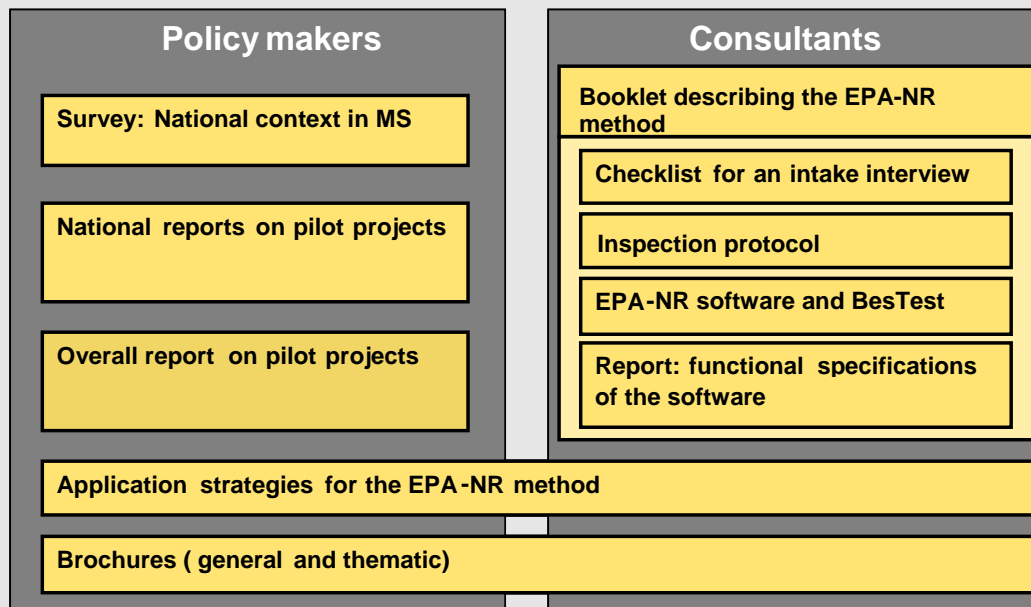 Policy makers
Survey: National context in MS
National reports on pilot projects
Overall report on pilot projects
Consultants
Booklet describing the EPA-NR
method
Checklist for an intake interview
Inspection protocol
EPA-NR software and BesTest
Report: functional specifications
of the software
Application strategies for the EPA-NR method
Brochures ( general and thematic)